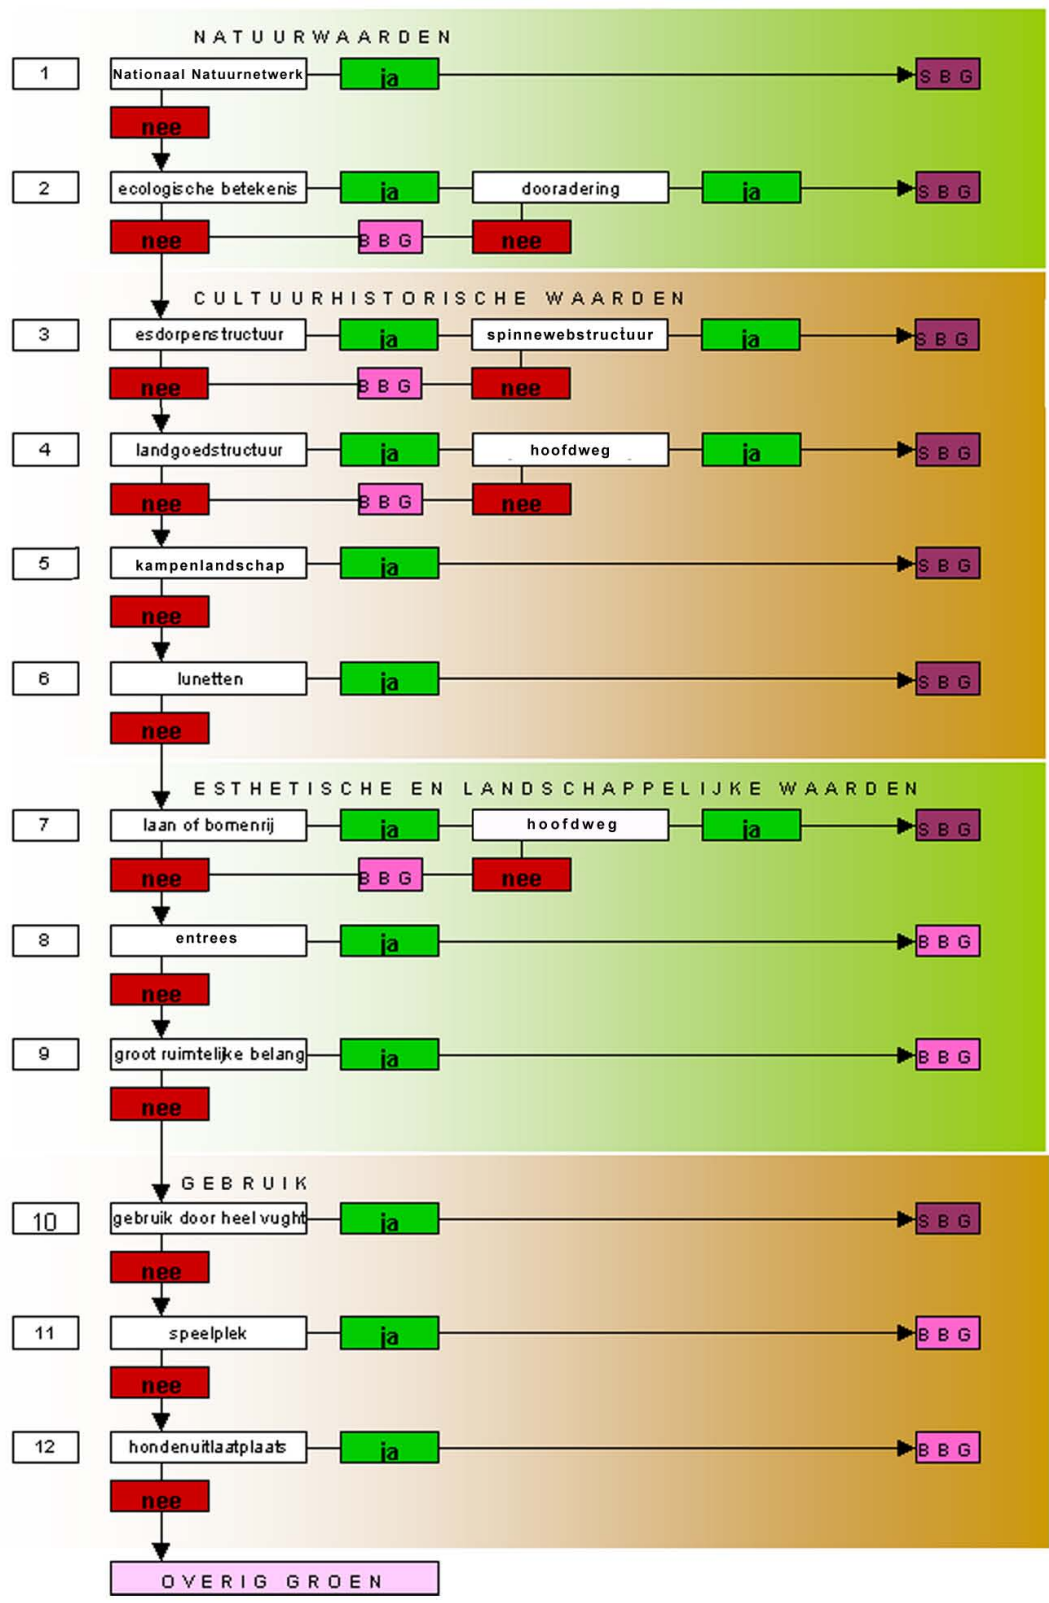 NATUURWAARDEN
1 Nationaal Natuurnetwerk ja SBG
nee
2 ecologische betekenis ja dooradering ja SBG
nee BBG nee
CULTUURHISTORISCHE WAARDEN
3 esdorpenstructuur ja spinnewebstructuur ja SBG
nee BBG nee
4 landgoedstructuur ja hoofdweg ja SBG
nee BBG nee
5 kampenlandschap ja SBG
nee
6 lunetten ja SBG
nee
ESTHETISCHE EN LANDSCHAPPELIJKE WAARDEN
7 laan of bomenrij ja hoofdweg ja SBG
nee BBG nee
8 entrees ja BBG
nee
9 groot ruimtelijke belang ja BBG
nee
GEBRUIK
10 gebruik door heel vught ja SBG
nee
11 speelplek ja BBG
nee
12 hondenuitlaatplaats ja BBG
nee
OVERIG GROEN